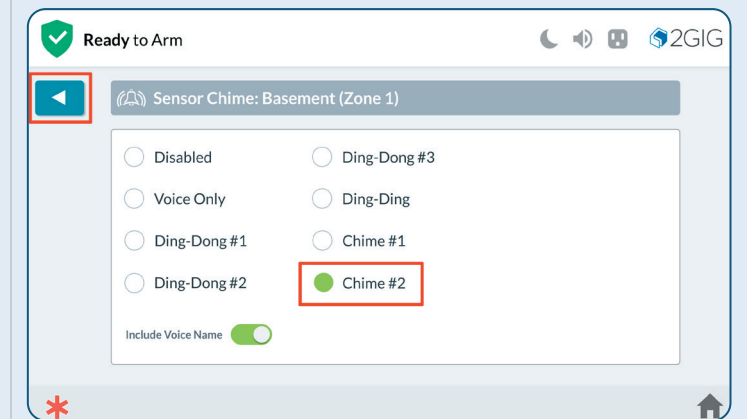 Ready to Arm
2GIG
Sensor Chime: Basement (Zone 1)
Disabled
Ding-Dong #3
Voice Only
Ding-Ding
Ding-Dong #1
Chime #1
Ding-Dong #2
Chime #2
Include Voice Name